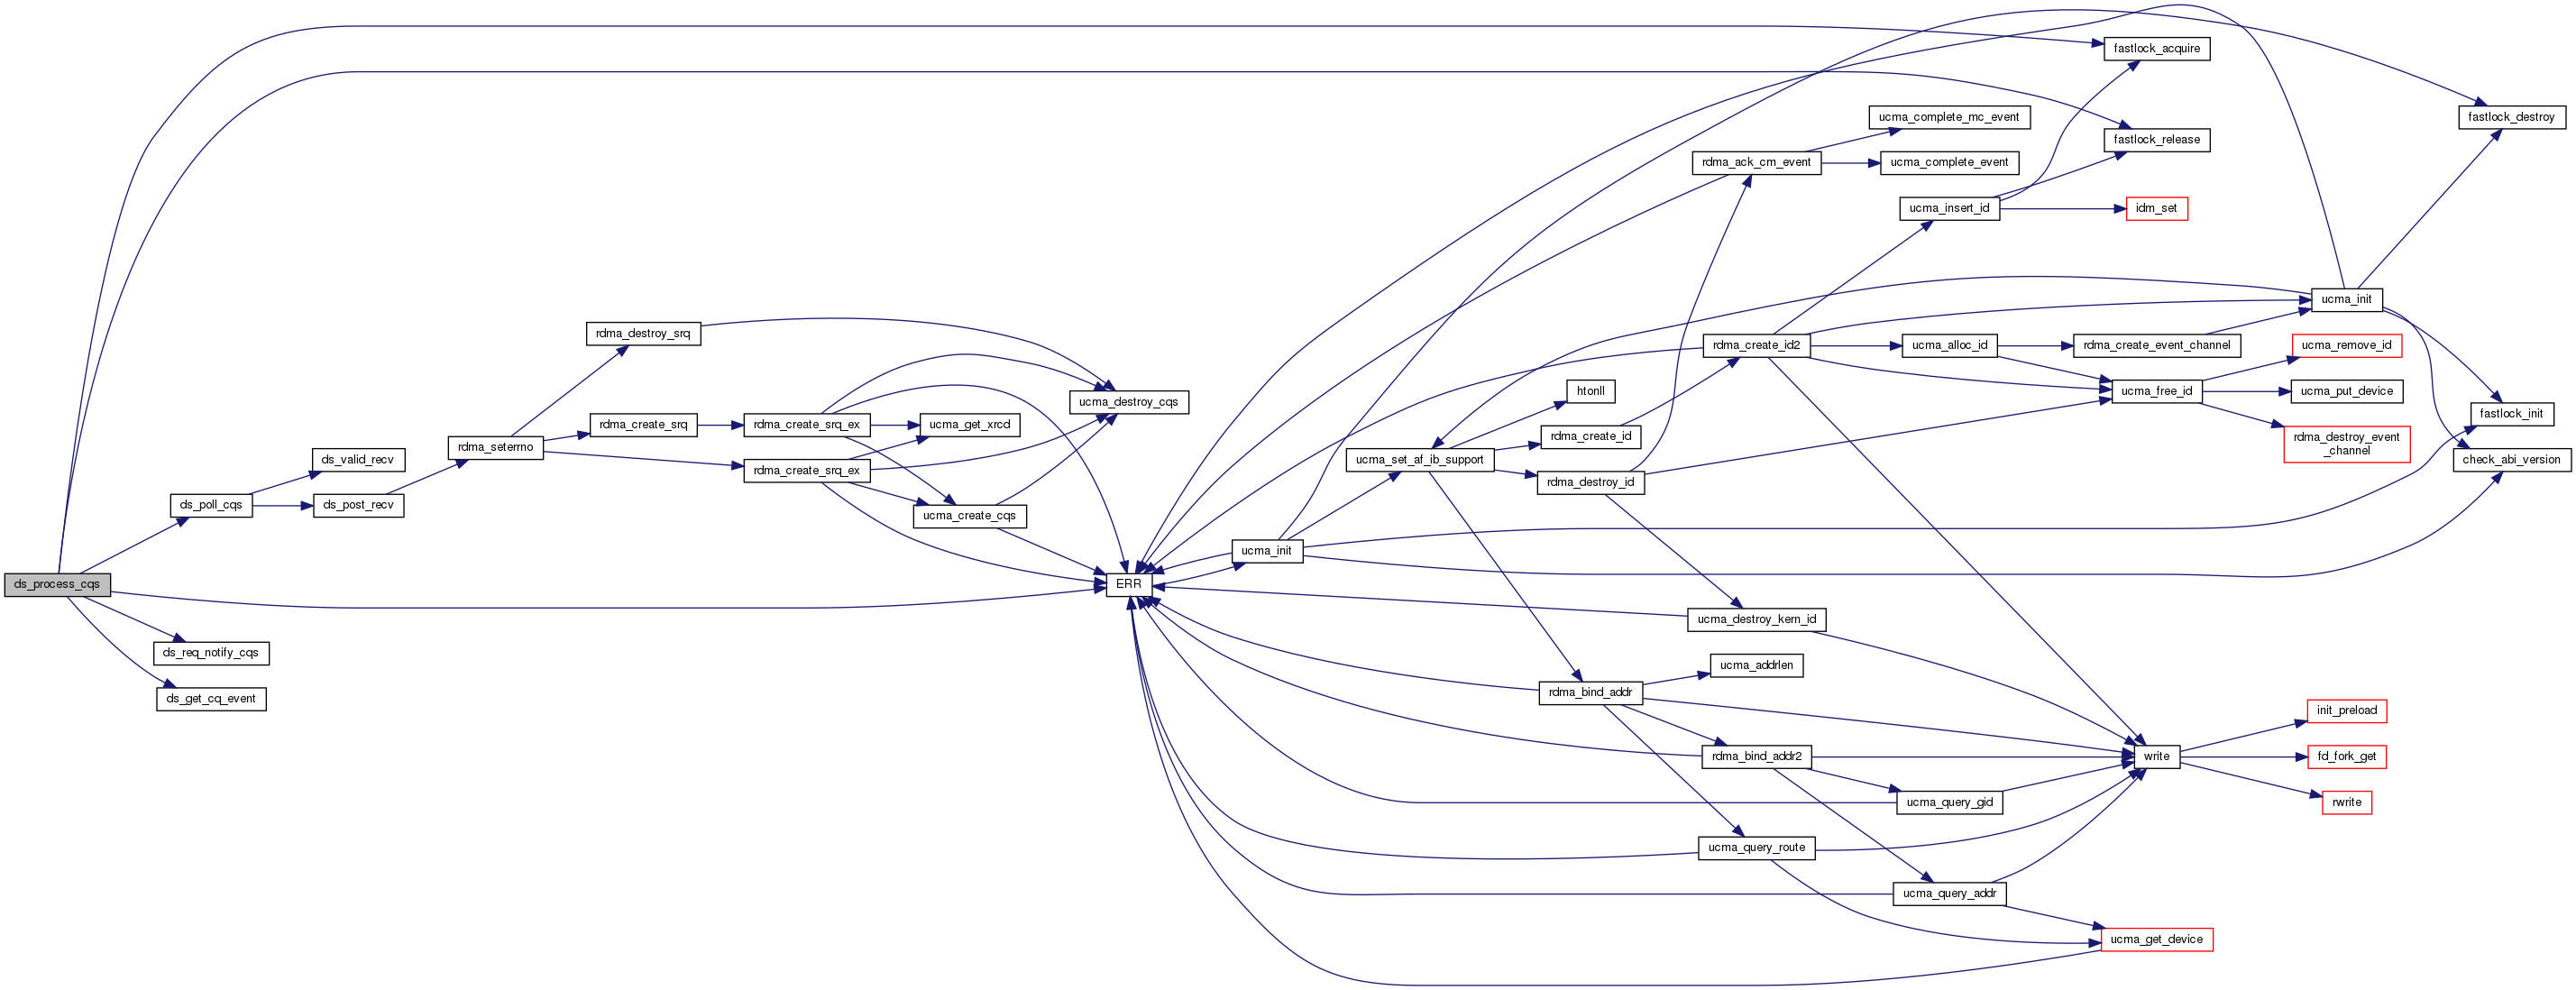 ds_process_cqs
ds_poll_cqs
ds_req_notify_cqs
ds_get_cq_event
ds_valid_recv
ds_post_recv
rdma_seterrno
rdma_destroy_srq
rdma_create_srq
rdma_create_srq_ex
rdma_create_srq_ex
ucma_get_xrcd
ucma_create_cqs
ucma_destroy_cqs
ERR
ucma_init
ucma_set_af_ib_support
htonll
rdma_create_id
rdma_destroy_id
rdma_bind_addr
rdma_ack_cm_event
rdma_create_id2
ucma_destroy_kern_id
ucma_addrlen
rdma_bind_addr2
ucma_query_route
ucma_complete_mc_event
ucma_complete_event
ucma_insert_id
ucma_alloc_id
ucma_query_gid
ucma_query_addr
fastlock_acquire
fastlock_release
idm_set
rdma_create_event_channel
ucma_free_id
write
ucma_get_device
ucma_init
ucma_remove_id
ucma_put_device
rdma_destroy_event
_channel
init_preload
fd_fork_get
rwrite
fastlock_destroy
fastlock_init
check_abi_version